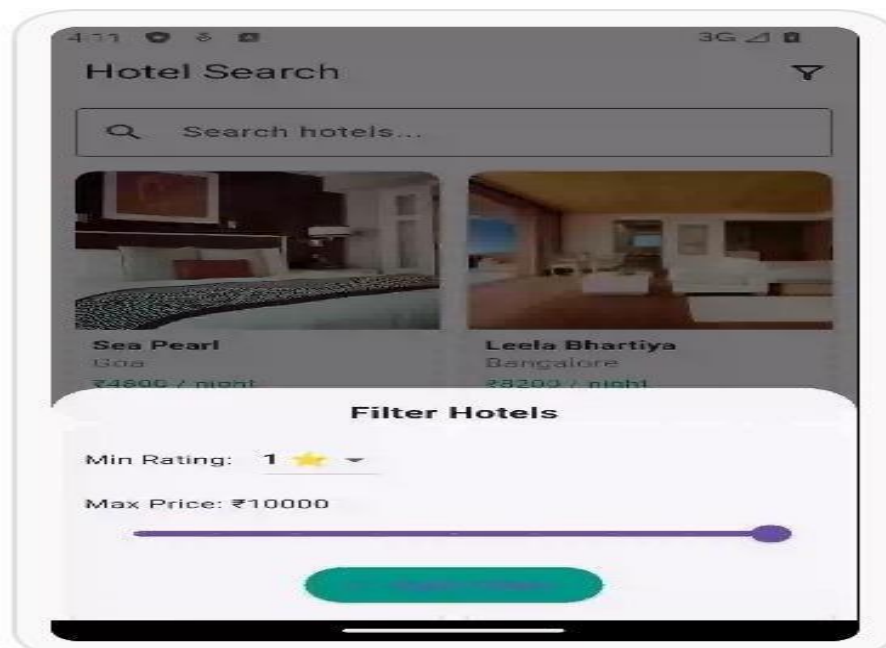 4:11 3G
Hotel Search
Search hotels...
Sea Pearl Leela Bhartiya
Goa Bangalore
/ night ₹8200 / night
Filter Hotels
Min Rating: 1 ⭐
Max Price: ₹10000